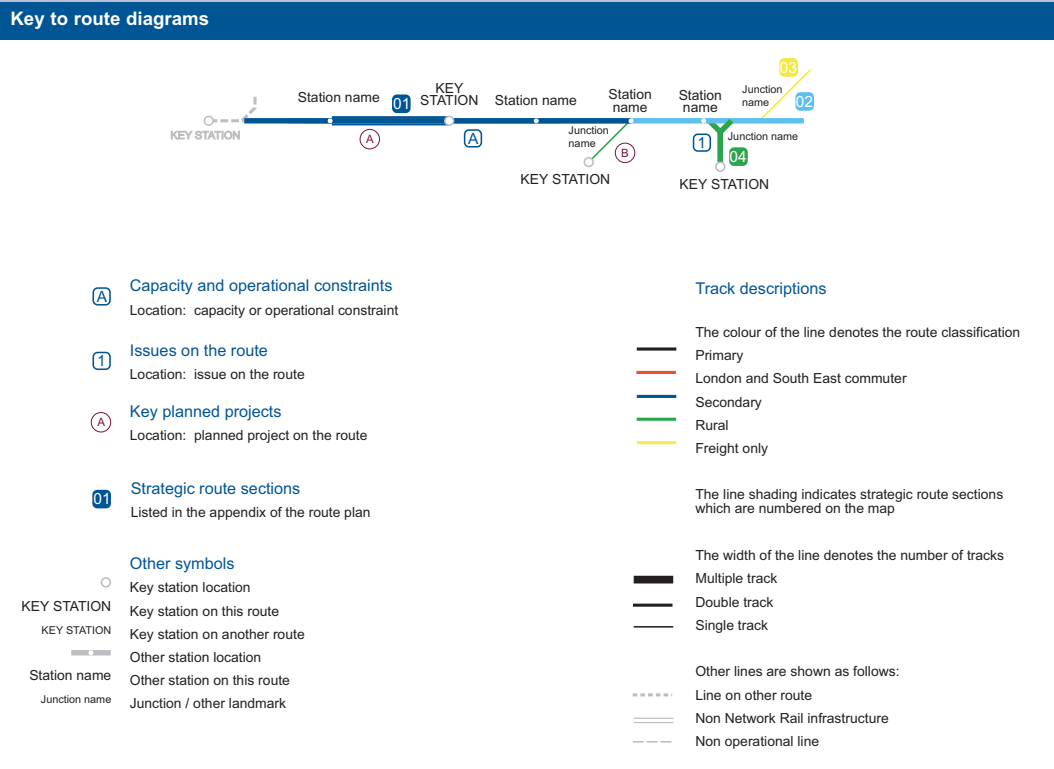 Key to route diagrams
03
KEY
STATION
Station name
01
Station name
Station
name
Station
name
Junction
name
02
KEY STATION
A
A
Junction
name
B
1
Junction name
04
KEY STATION
KEY STATION
A
Capacity and operational constraints
Location: capacity or operational constraint
1
Issues on the route
Location: issue on the route
A
Key planned projects
Location: planned project on the route
01
Strategic route sections
Listed in the appendix of the route plan
Other symbols
Key station location
KEY STATION
Key station on this route
KEY STATION
Key station on another route
Other station location
Station name
Other station on this route
Junction name
Junction / other landmark
Track descriptions
The colour of the line denotes the route classification
Primary
London and South East commuter
Secondary
Rural
Freight only
The line shading indicates strategic route sections
which are numbered on the map
The width of the line denotes the number of tracks
Multiple track
Double track
Single track
Other lines are shown as follows:
Line on other route
Non Network Rail infrastructure
Non operational line